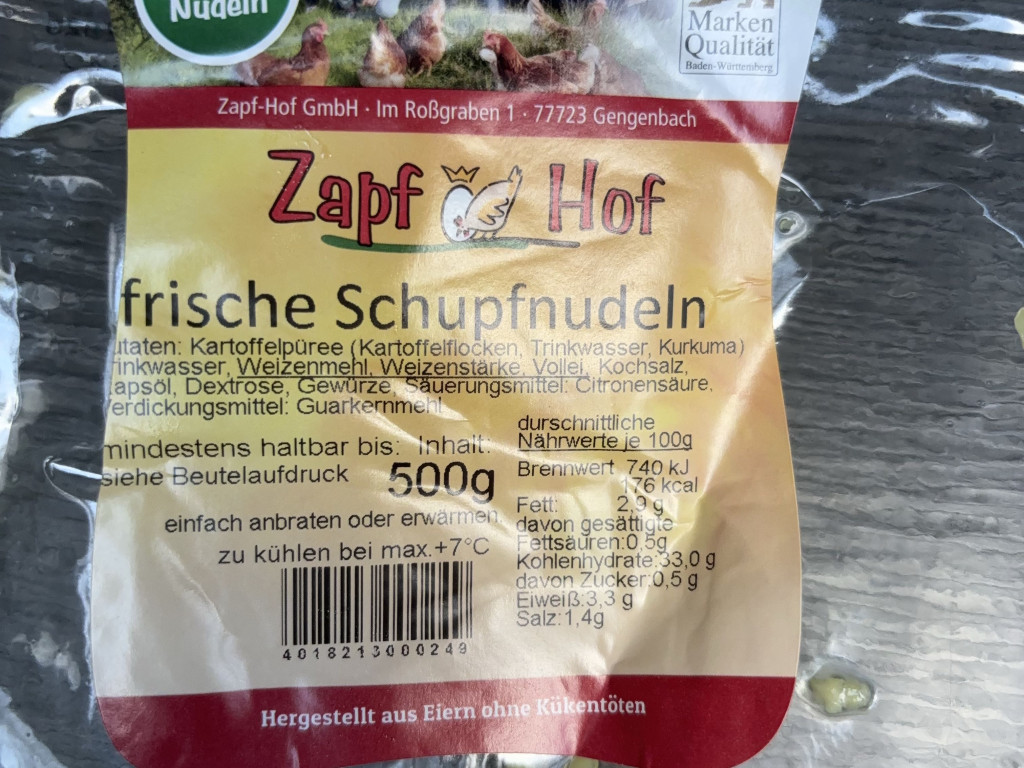 Nudeln
Marken
Qualität
Baden-Württemberg
Zapf-Hof GmbH · Im Roßgraben 1 · 77723 Gengenbach
Zapf Hof
frische Schupfnudeln
utaten: Kartoffelpüree (Kartoffelflocken, Trinkwasser, Kurkuma)
rinkwasser, Weizenmehl, Weizenstärke, Vollei, Kochsalz,
apsöl, Dextrose, Gewürze, Säuerungsmittel: Citronensäure,
erdickungsmittel: Guarkernmehl
mindestens haltbar bis: Inhalt:
siehe Beutelaufdruck 500g
einfach anbraten oder erwärmen.
zu kühlen bei max.+7°C
4018213000249
durschnittliche
Nährwerte je 100g
Brennwert 740 kJ
176 kcal
Fett: 2,9 g
davon gesättigte
Fettsäuren:0,5g
Kohlenhydrate:33,0 g
davon Zucker:0,5 g
Eiweiß:3,3 g
Salz:1,4g
Hergestellt aus Eiern ohne Kükentöten